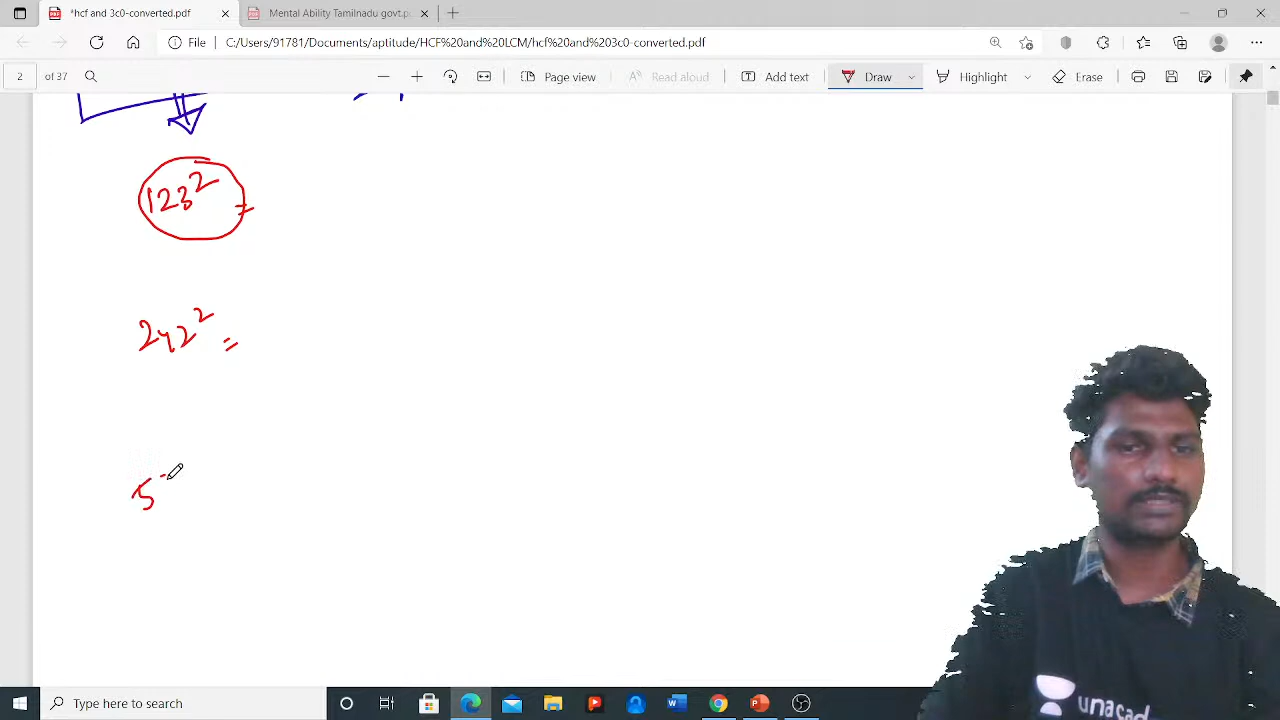 *hcf and 3c0-converted.pdf
Mental Ability Tamilnadu govt.p
File C:/Users/91781/Documents/aptitude/HCF%20and%20LCM/hcf%20and%203c0-converted.pdf
2 of 37 Page view Read aloud Add text Draw Highlight Erase
123² =
242² =
5
unacad
Type here to search